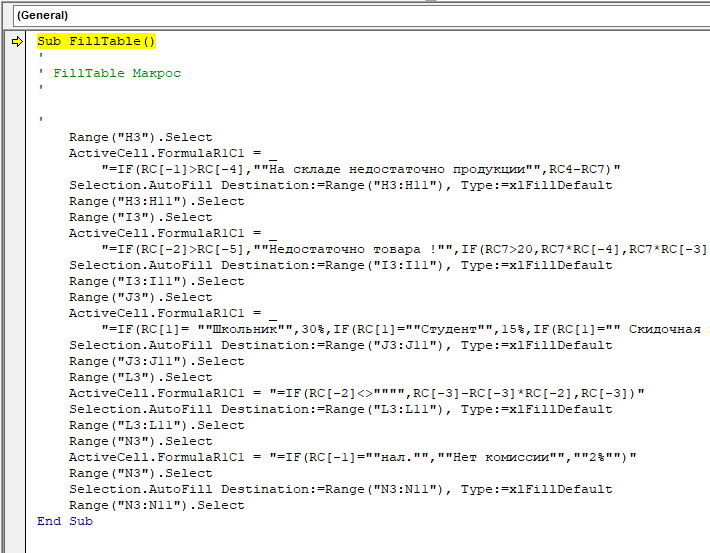 (General)
Sub FillTable()
'
' FillTable Макрос
'
'
Range("H3").Select
ActiveCell.FormulaR1C1 = _
"=IF(RC[-1]>RC[-4],""На складе недостаточно продукции"",RC4-RC7)"
Selection.AutoFill Destination:=Range("H3:H11"), Type:=xlFillDefault
Range("H3:H11").Select
Range("I3").Select
ActiveCell.FormulaR1C1 = _
"=IF(RC[-2]>RC[-5],""Недостаточно товара !"",IF(RC7>20,RC7*RC[-4],RC7*RC[-3]
Selection.AutoFill Destination:=Range("I3:I11"), Type:=xlFillDefault
Range("I3:I11").Select
Range("J3").Select
ActiveCell.FormulaR1C1 = _
"=IF(RC[1]= ""Школьник"",30%,IF(RC[1]=""Студент"",15%,IF(RC[1]="" Скидочная
Selection.AutoFill Destination:=Range("J3:J11"), Type:=xlFillDefault
Range("J3:J11").Select
Range("L3").Select
ActiveCell.FormulaR1C1 = "=IF(RC[-2]<>"""",RC[-3]-RC[-3]*RC[-2],RC[-3])"
Selection.AutoFill Destination:=Range("L3:L11"), Type:=xlFillDefault
Range("L3:L11").Select
Range("N3").Select
ActiveCell.FormulaR1C1 = "=IF(RC[-1]=""нал."",""Нет комиссии"",""2%"")"
Range("N3").Select
Selection.AutoFill Destination:=Range("N3:N11"), Type:=xlFillDefault
Range("N3:N11").Select
End Sub